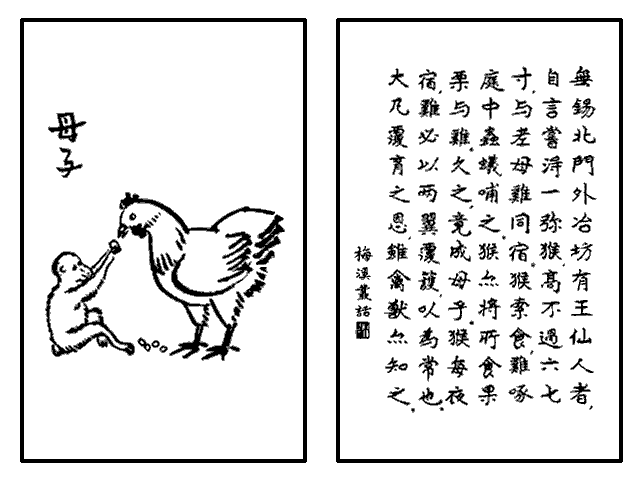 母子
無錫北門外冶坊有王仙人者，
自言嘗得一弥猴，高不過六七
寸，与老母雞同宿。猴索食，雞啄
庭中蟲蟻哺之。猴亦將所食果
栗与雞。久之，竟成母子。猴每夜
宿，雞必以兩翼覆護，以為常也。
大凡覆育之恩，雖禽獸亦知之。
梅溪叢話